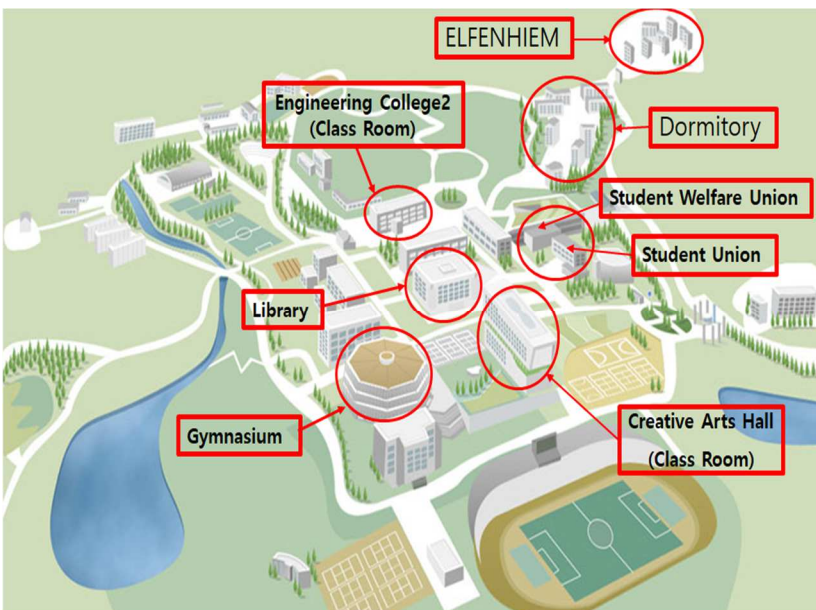 ELFENHIEM
Engineering College2
(Class Room)
Dormitory
Student Welfare Union
Student Union
Library
Gymnasium
Creative Arts Hall
(Class Room)